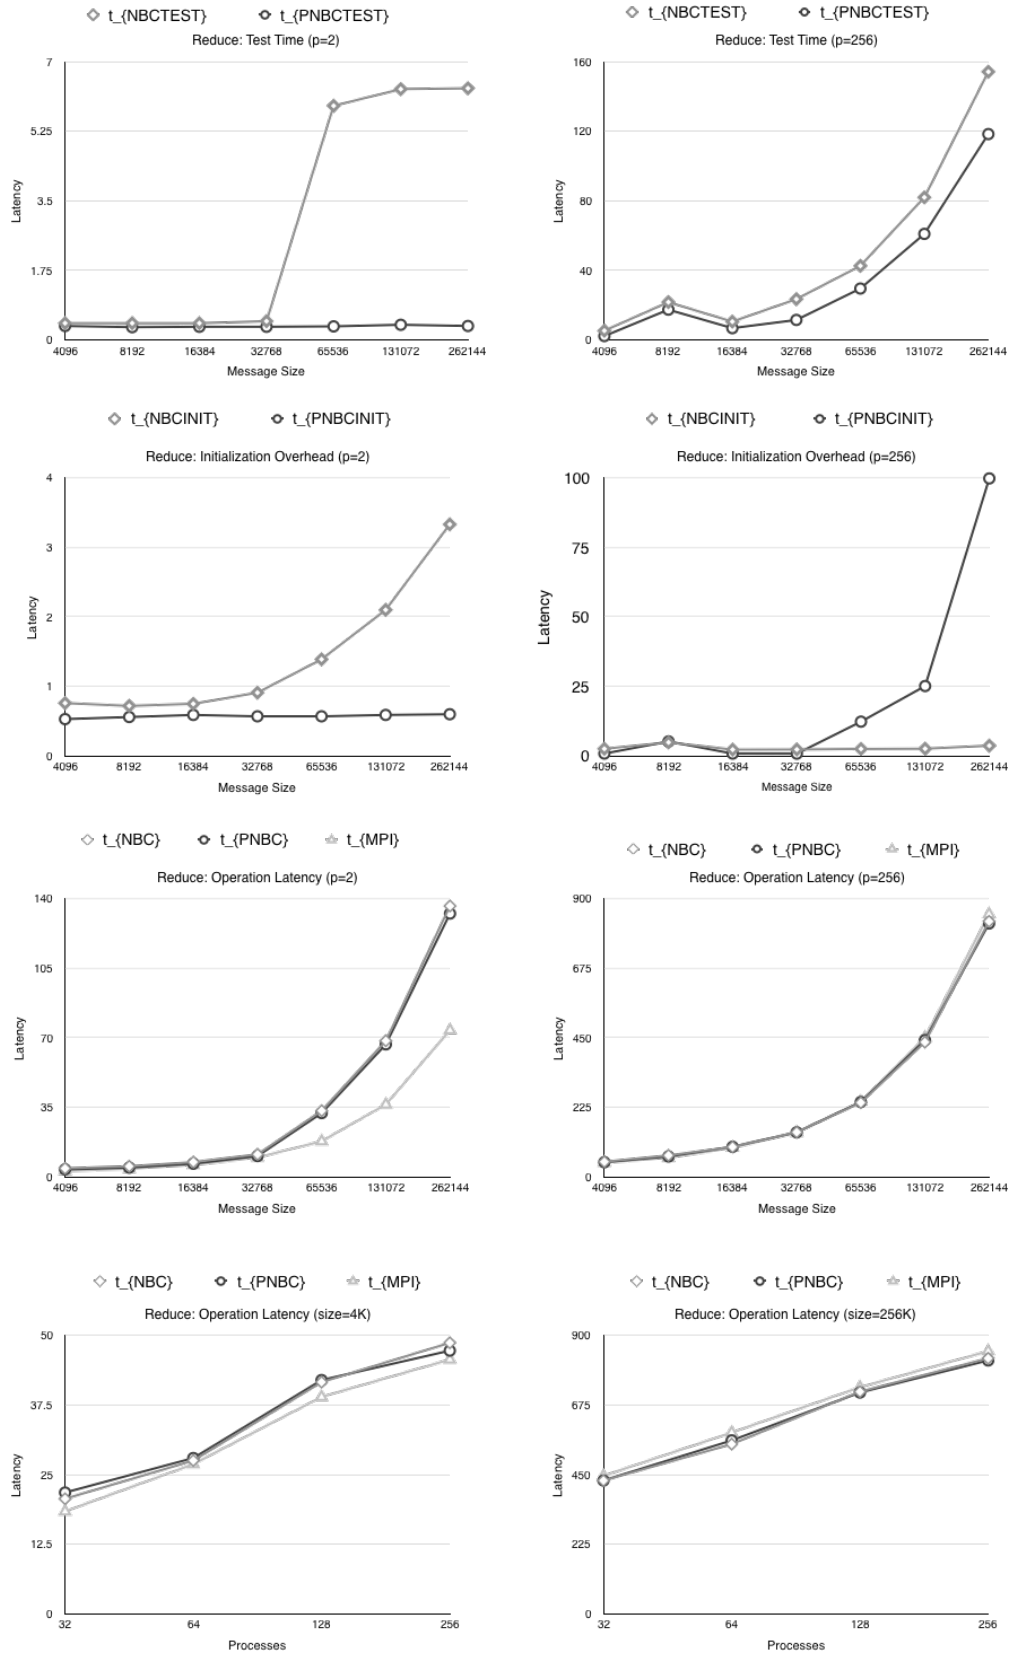 t_{NBCTEST} t_{PNBCTEST}
Reduce: Test Time (p=2)
7
5.25
3.5
1.75
0
Latency
4096 8192 16384 32768 65536 131072 262144
Message Size
t_{NBCTEST} t_{PNBCTEST}
Reduce: Test Time (p=256)
160
120
80
40
0
Latency
4096 8192 16384 32768 65536 131072 262144
Message Size
t_{NBCINIT} t_{PNBCINIT}
Reduce: Initialization Overhead (p=2)
4
3
2
1
0
Latency
4096 8192 16384 32768 65536 131072 262144
Message Size
t_{NBCINIT} t_{PNBCINIT}
Reduce: Initialization Overhead (p=256)
100
75
50
25
0
Latency
4096 8192 16384 32768 65536 131072 262144
Message Size
t_{NBC} t_{PNBC} t_{MPI}
Reduce: Operation Latency (p=2)
140
105
70
35
0
Latency
4096 8192 16384 32768 65536 131072 262144
Message Size
t_{NBC} t_{PNBC} t_{MPI}
Reduce: Operation Latency (p=256)
900
675
450
225
0
Latency
4096 8192 16384 32768 65536 131072 262144
Message Size
t_{NBC} t_{PNBC} t_{MPI}
Reduce: Operation Latency (size=4K)
50
37.5
25
12.5
0
Latency
32 64 128 256
Processes
t_{NBC} t_{PNBC} t_{MPI}
Reduce: Operation Latency (size=256K)
900
675
450
225
0
Latency
32 64 128 256
Processes